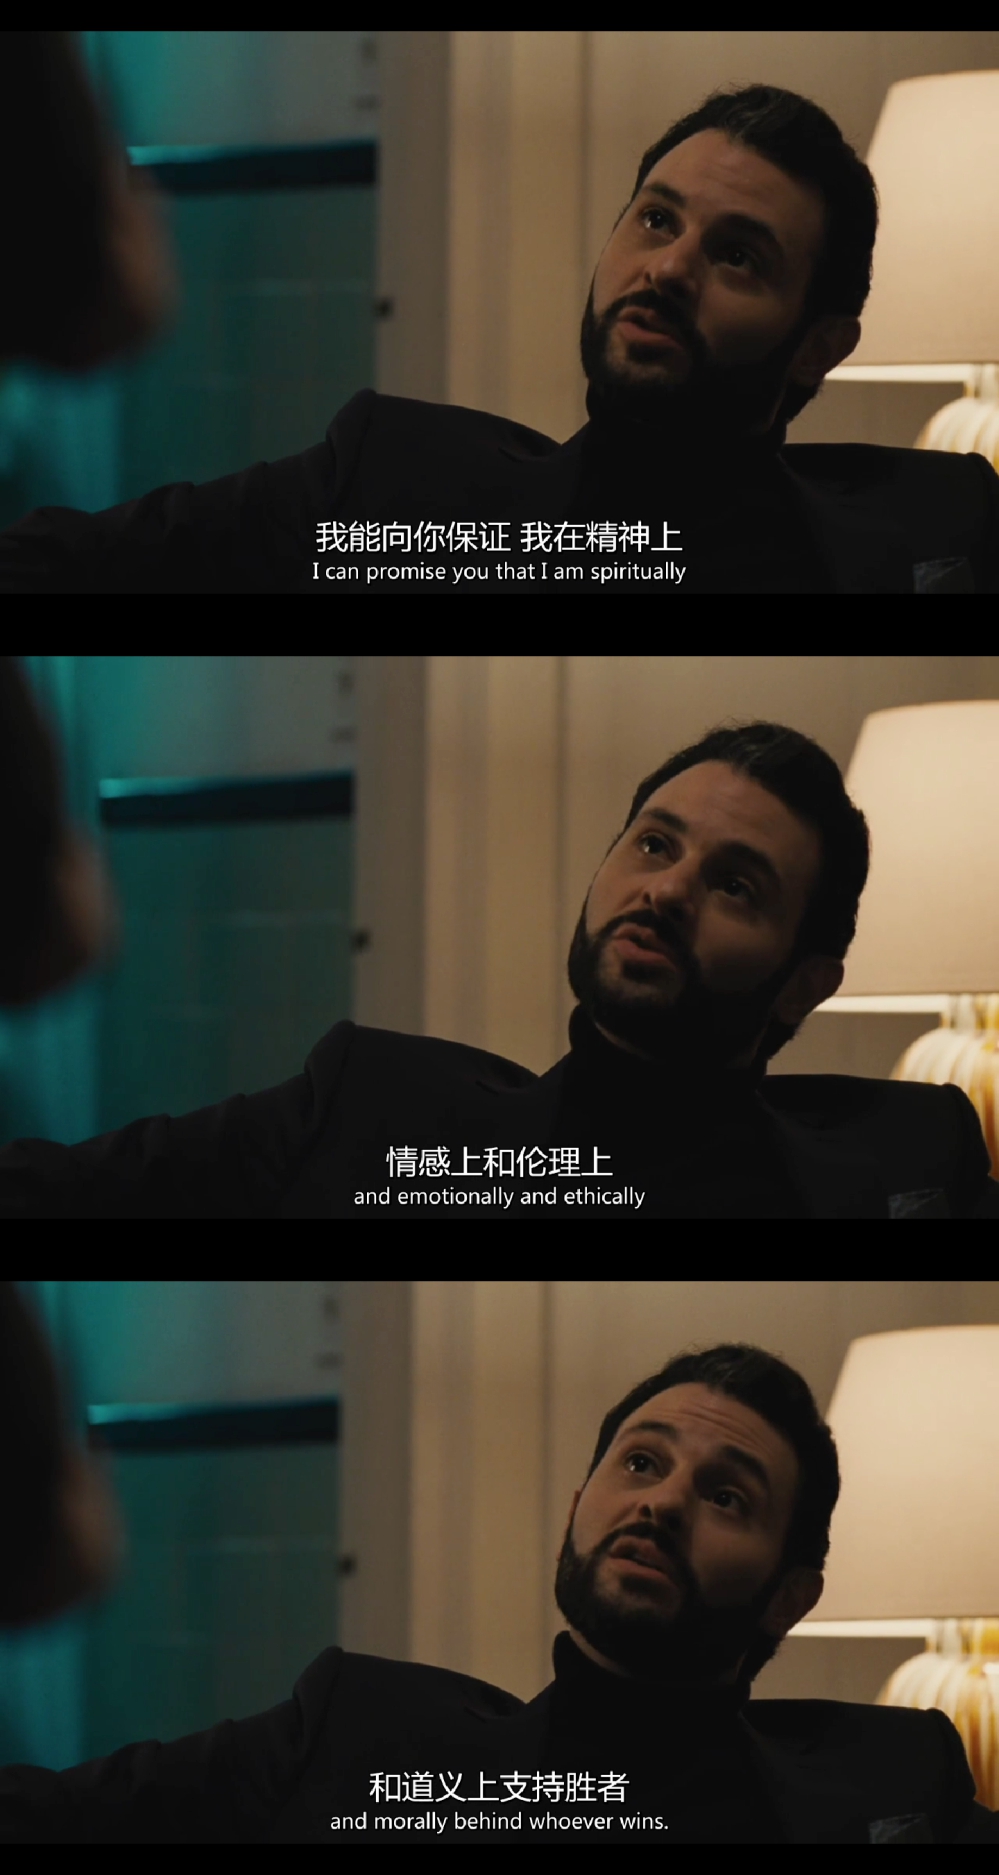 我能向你保证 我在精神上
I can promise you that I am spiritually
情感上和伦理上
and emotionally and ethically
和道义上支持胜者
and morally behind whoever wins.